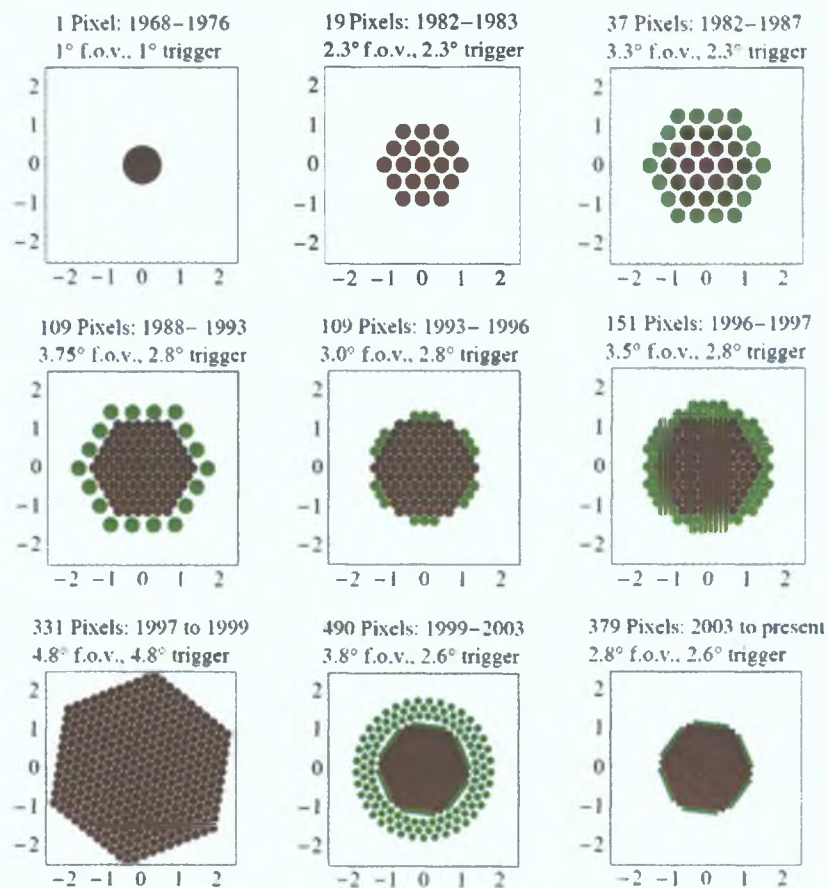 1 Pixel: 1968–1976
1° f.o.v., 1° trigger
2
1
0
−1
−2
−2 −1 0 1 2
19 Pixels: 1982–1983
2.3° f.o.v., 2.3° trigger
2
1
0
−1
−2
−2 −1 0 1 2
37 Pixels: 1982–1987
3.3° f.o.v., 2.3° trigger
2
1
0
−1
−2
−2 −1 0 1 2
109 Pixels: 1988–1993
3.75° f.o.v., 2.8° trigger
2
1
0
−1
−2
−2 −1 0 1 2
109 Pixels: 1993–1996
3.0° f.o.v., 2.8° trigger
2
1
0
−1
−2
−2 −1 0 1 2
151 Pixels: 1996–1997
3.5° f.o.v., 2.8° trigger
2
1
0
−1
−2
−2 −1 0 1 2
331 Pixels: 1997 to 1999
4.8° f.o.v., 4.8° trigger
2
1
0
−1
−2
−2 −1 0 1 2
490 Pixels: 1999–2003
3.8° f.o.v., 2.6° trigger
2
1
0
−1
−2
−2 −1 0 1 2
379 Pixels: 2003 to present
2.8° f.o.v., 2.6° trigger
2
1
0
−1
−2
−2 −1 0 1 2